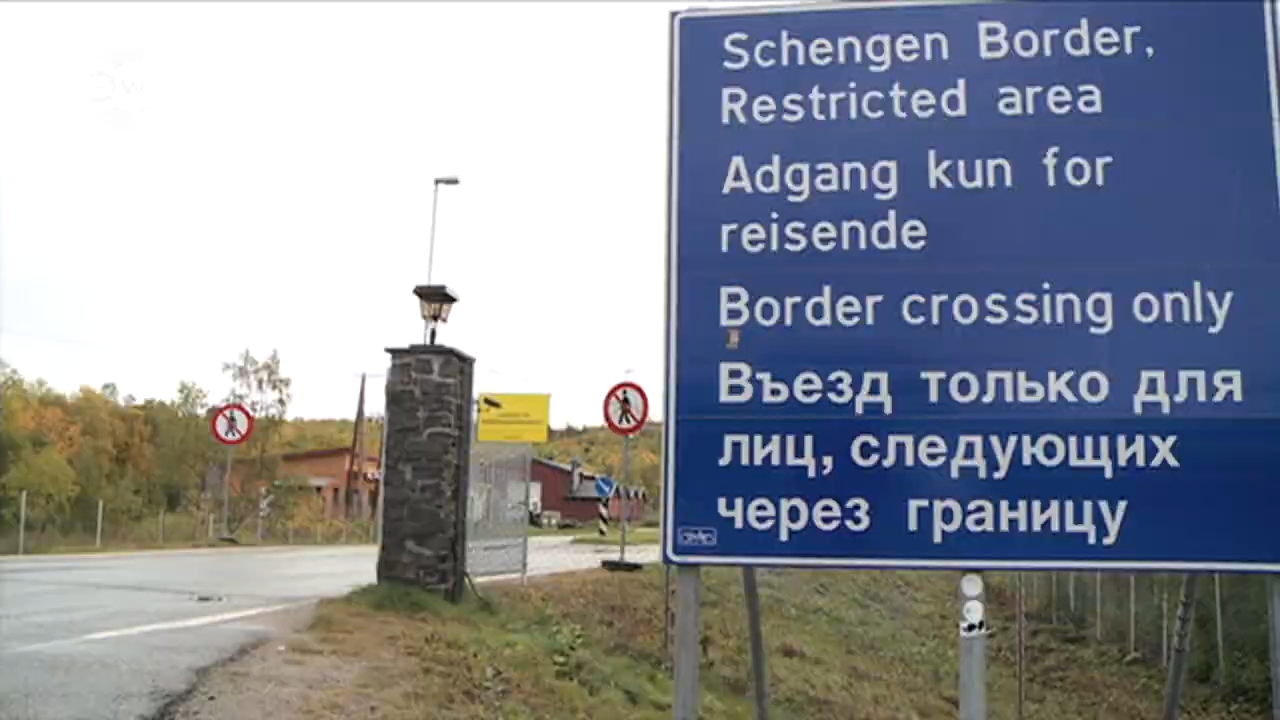 Schengen Border,
Restricted area
Adgang kun for
reisende
Border crossing only
Въезд только для
лиц, следующих
через границу